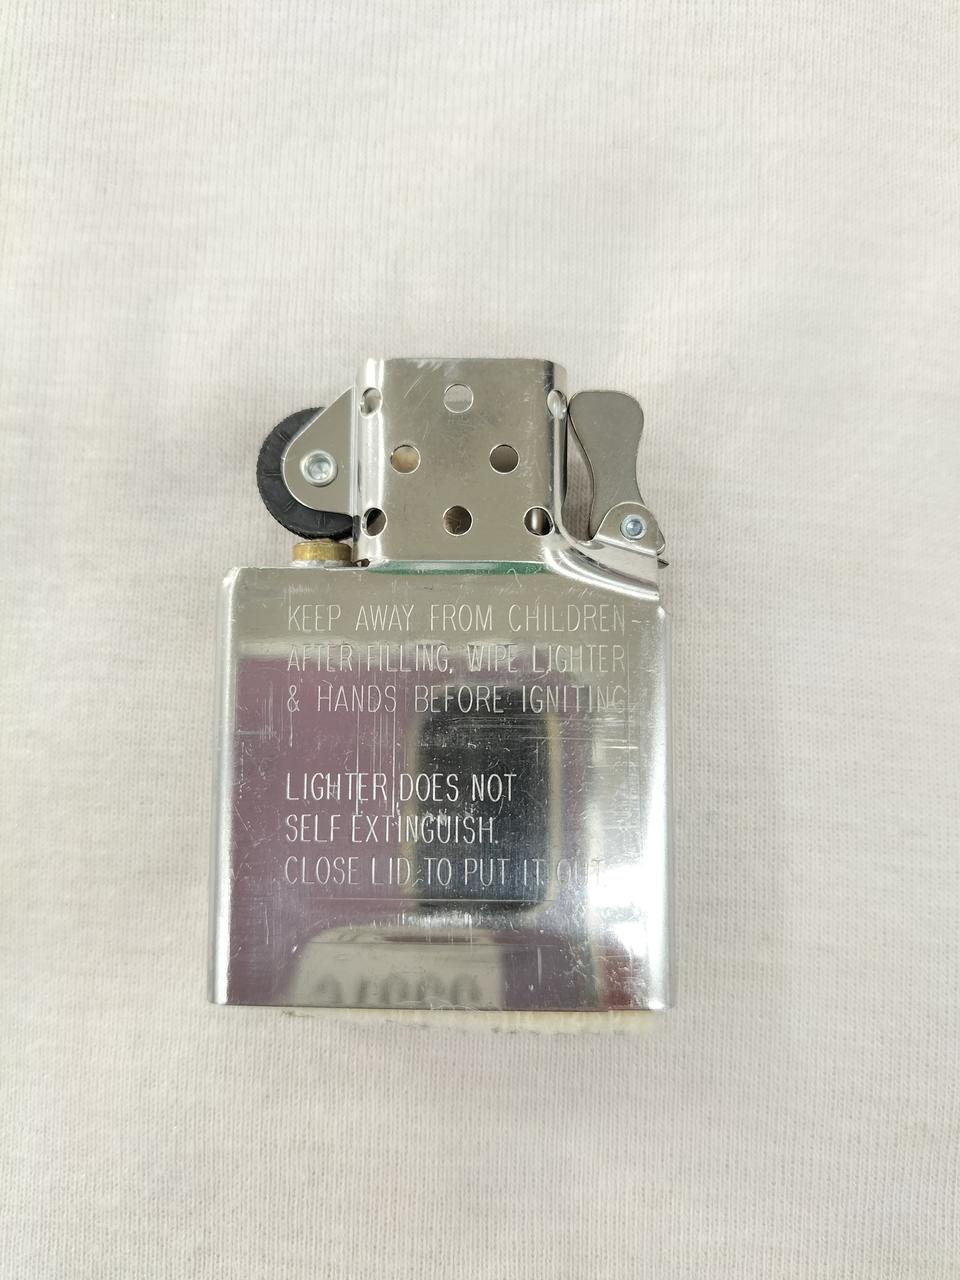 KEEP AWAY FROM CHILDREN-
AFTER FILLING, WIPE LIGHTER
& HANDS BEFORE IGNITING.
LIGHTER DOES NOT
SELF EXTINGUISH.
CLOSE LID TO PUT IT OUT.